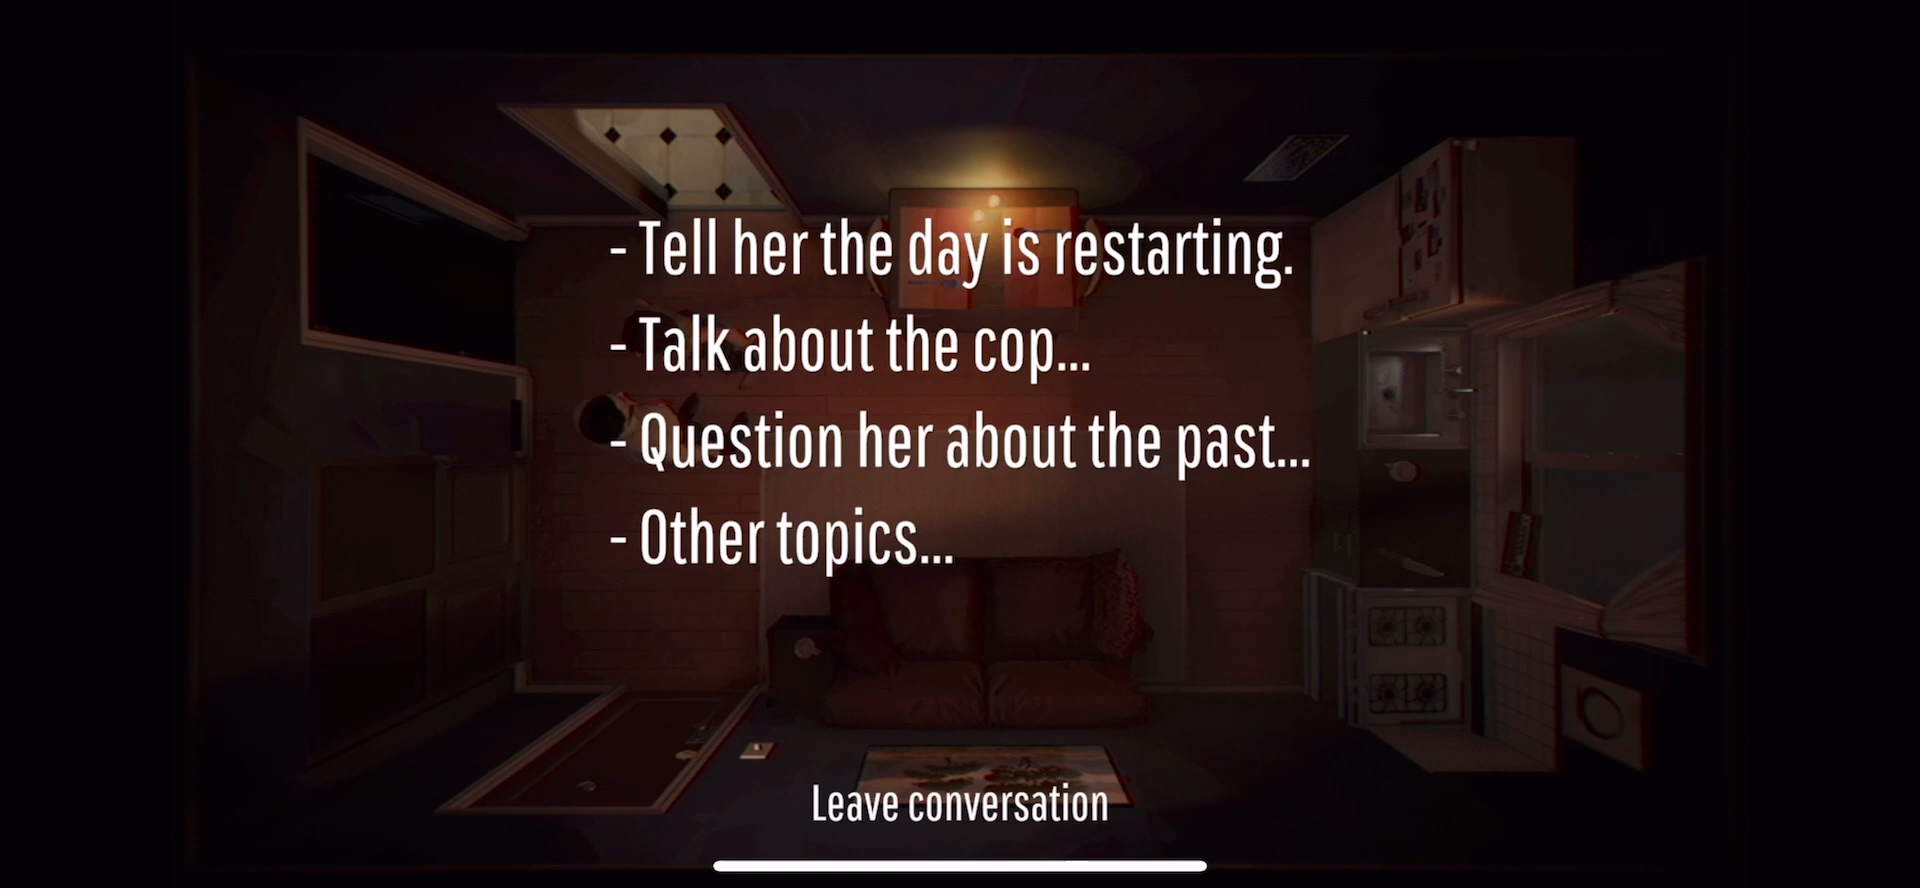 - Tell her the day is restarting.
- Talk about the cop...
- Question her about the past...
- Other topics...
Leave conversation